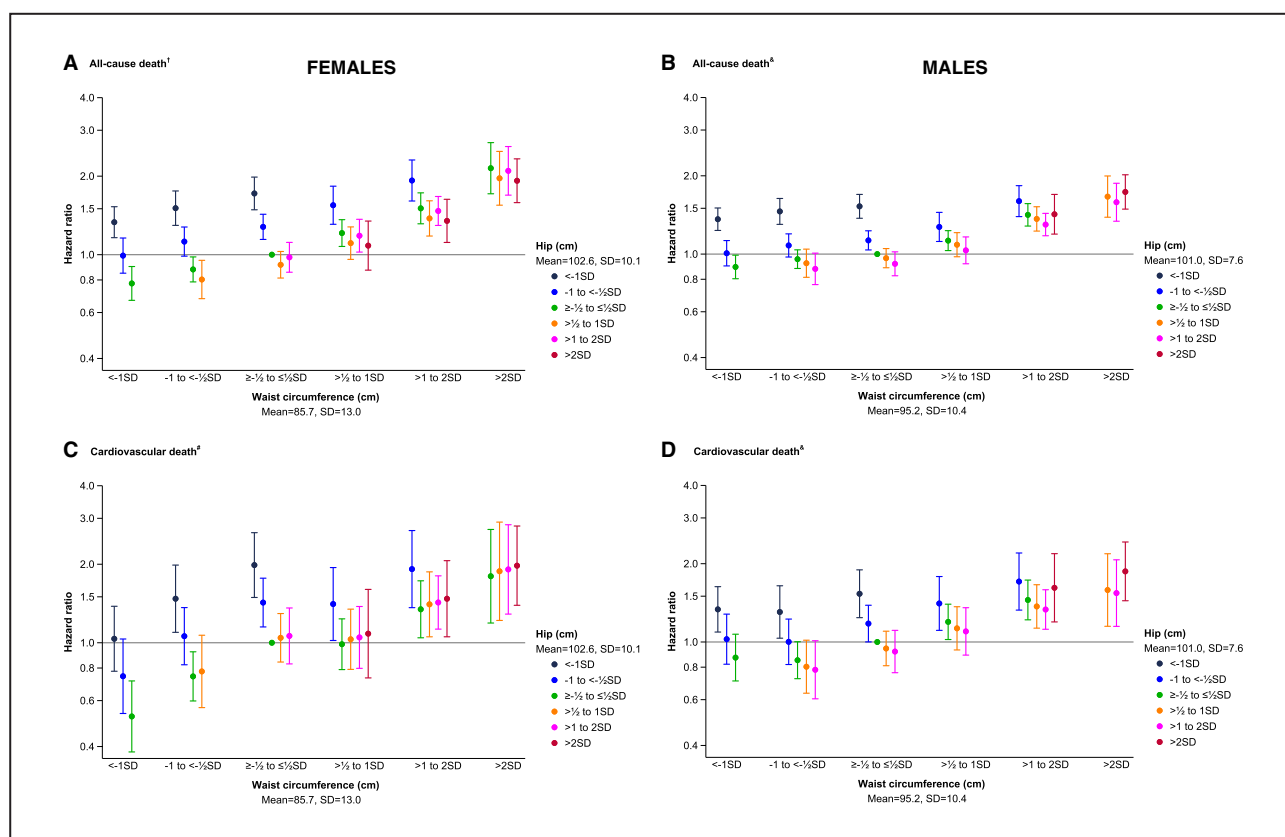 A All-cause death†
FEMALES
Hazard ratio
4.0
3.0
2.0
1.5
1.0
0.8
0.6
0.4
<-1SD -1 to <-½SD ≥-½ to ≤½SD >½ to 1SD >1 to 2SD >2SD
Waist circumference (cm)
Mean=85.7, SD=13.0
Hip (cm)
Mean=102.6, SD=10.1
<-1SD
-1 to <-½SD
≥-½ to ≤½SD
>½ to 1SD
>1 to 2SD
>2SD
B All-cause death&
MALES
Hazard ratio
4.0
3.0
2.0
1.5
1.0
0.8
0.6
0.4
<-1SD -1 to <-½SD ≥-½ to ≤½SD >½ to 1SD >1 to 2SD >2SD
Waist circumference (cm)
Mean=95.2, SD=10.4
Hip (cm)
Mean=101.0, SD=7.6
<-1SD
-1 to <-½SD
≥-½ to ≤½SD
>½ to 1SD
>1 to 2SD
>2SD
C Cardiovascular death#
Hazard ratio
4.0
3.0
2.0
1.5
1.0
0.8
0.6
0.4
<-1SD -1 to <-½SD ≥-½ to ≤½SD >½ to 1SD >1 to 2SD >2SD
Waist circumference (cm)
Mean=85.7, SD=13.0
Hip (cm)
Mean=102.6, SD=10.1
<-1SD
-1 to <-½SD
≥-½ to ≤½SD
>½ to 1SD
>1 to 2SD
>2SD
D Cardiovascular death&
Hazard ratio
4.0
3.0
2.0
1.5
1.0
0.8
0.6
0.4
<-1SD -1 to <-½SD ≥-½ to ≤½SD >½ to 1SD >1 to 2SD >2SD
Waist circumference (cm)
Mean=95.2, SD=10.4
Hip (cm)
Mean=101.0, SD=7.6
<-1SD
-1 to <-½SD
≥-½ to ≤½SD
>½ to 1SD
>1 to 2SD
>2SD